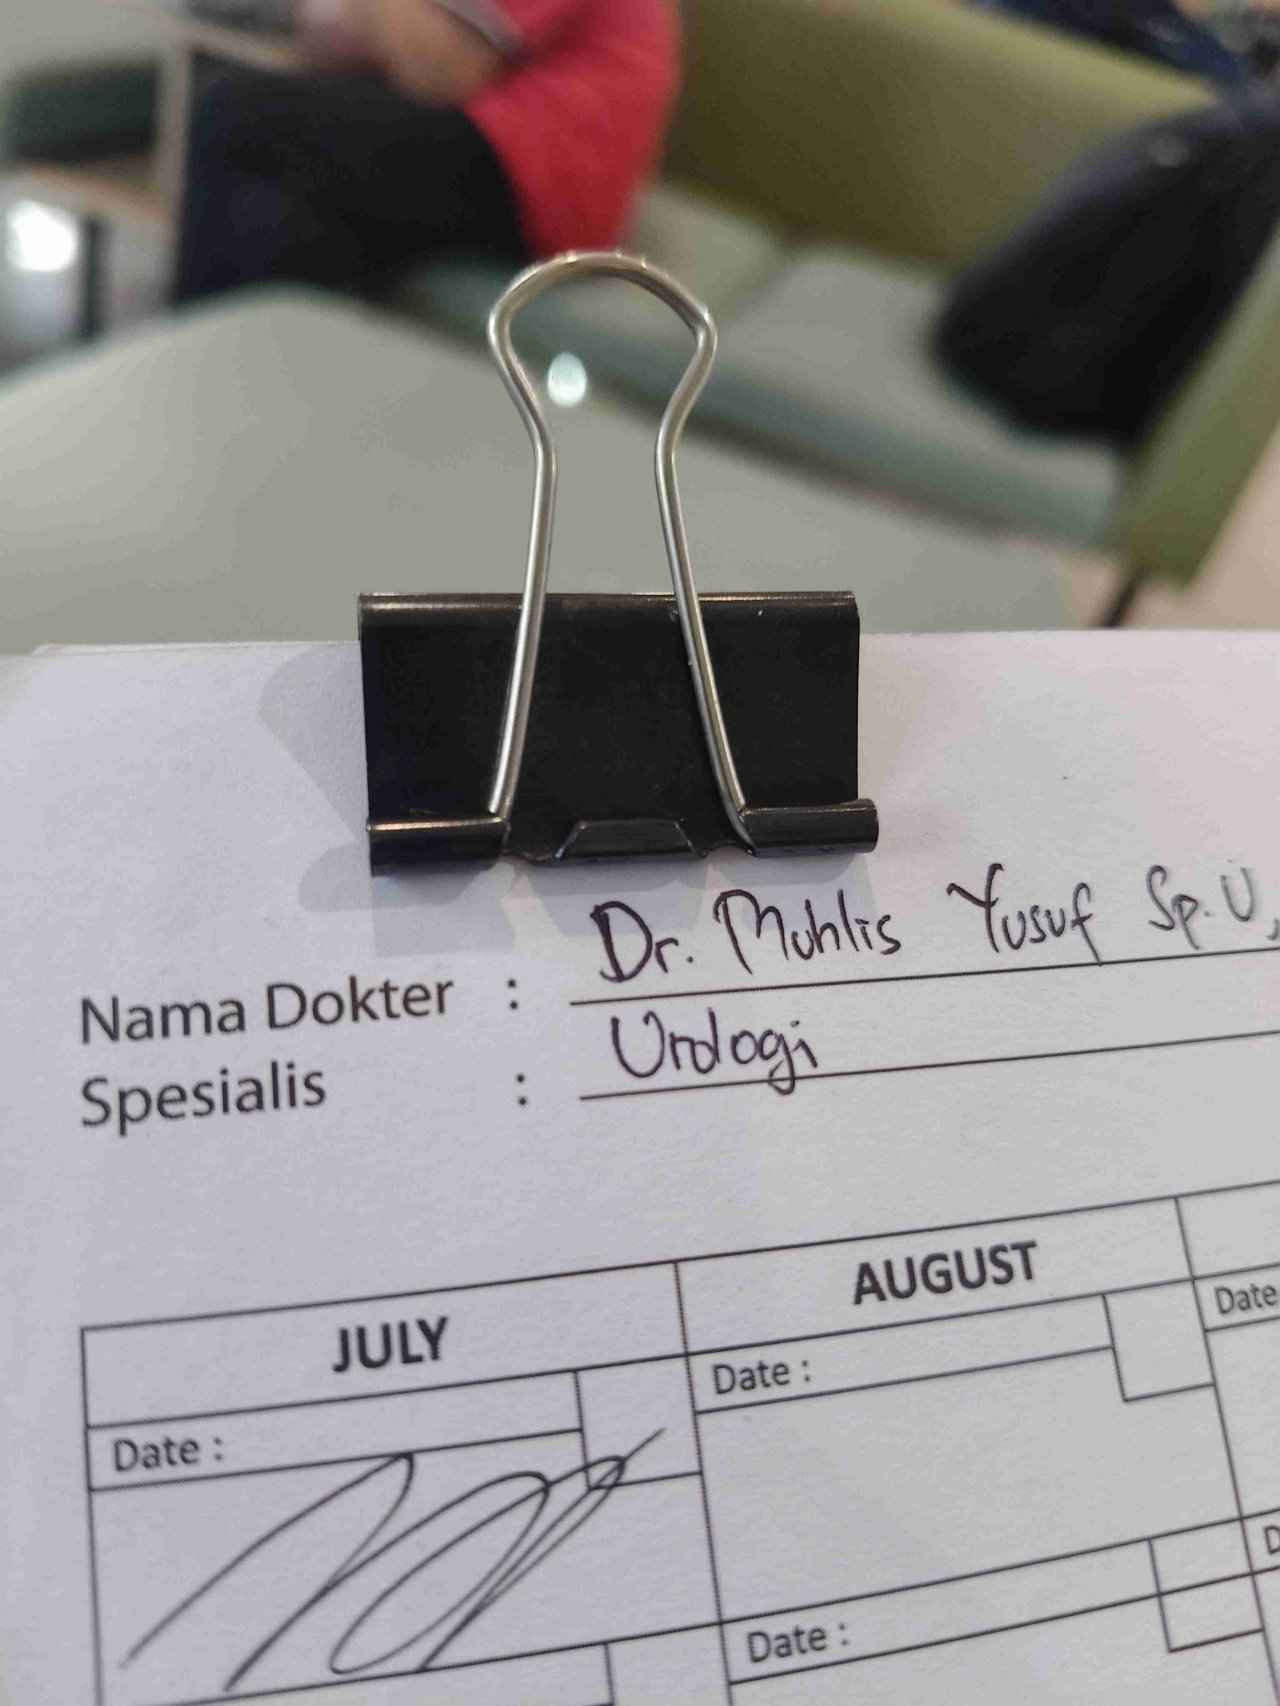 Nama Dokter : Dr. Muhlis Yusuf Sp.U,
Spesialis : Urologi
JULY AUGUST
Date : Date : Date
Date :